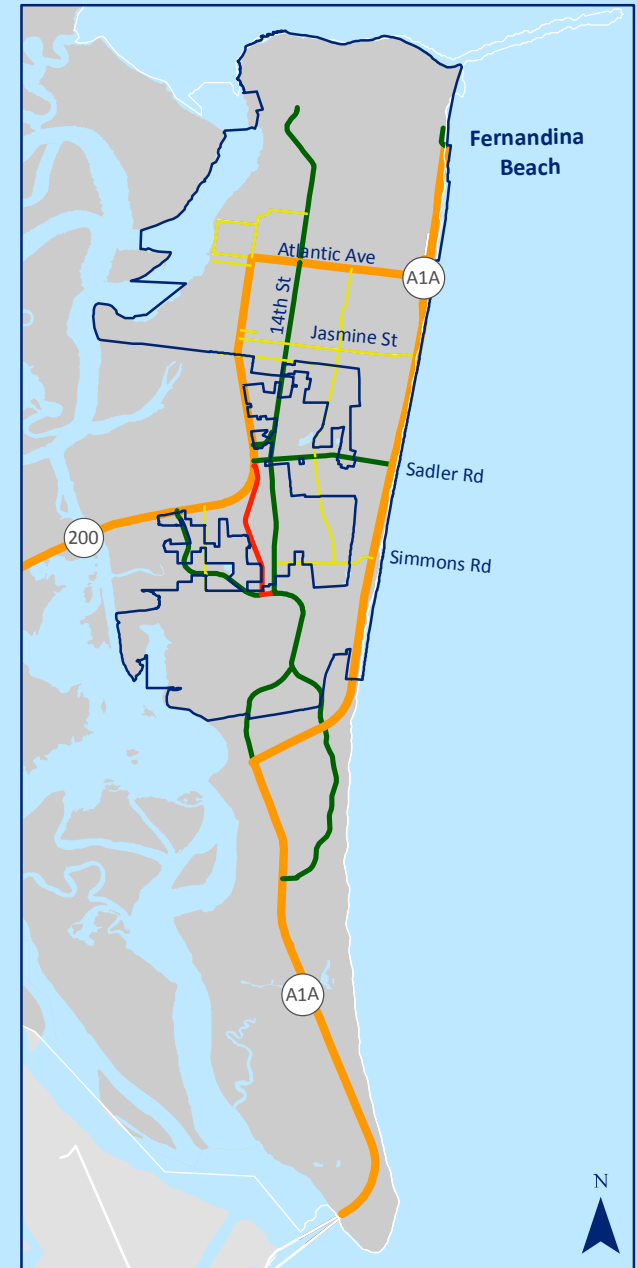 Fernandina
Beach
Atlantic Ave
A1A
14th St
Jasmine St
Sadler Rd
200
Simmons Rd
A1A
N